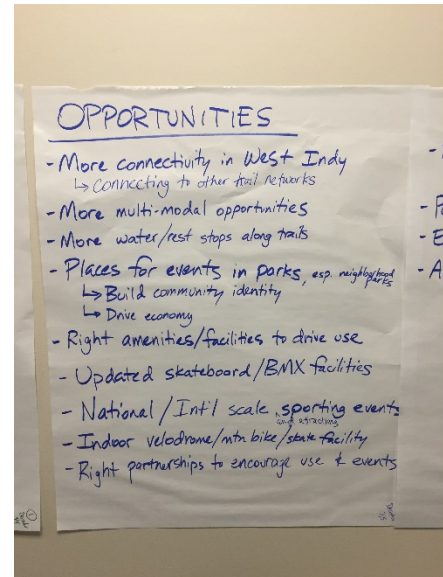 OPPORTUNITIES
- More connectivity in West Indy
↳ Connecting to other trail networks
- More multi-modal opportunities
- More water/rest stops along trails
- Places for events in parks, esp. neighborhood parks
↳ Build community identity
↳ Drive economy
- Right amenities/facilities to drive use
- Updated skateboard/BMX facilities
- National/Int'l scale sporting events
and attractions
- Indoor velodrome/mtn bike/skate facility
- Right partnerships to encourage use & events